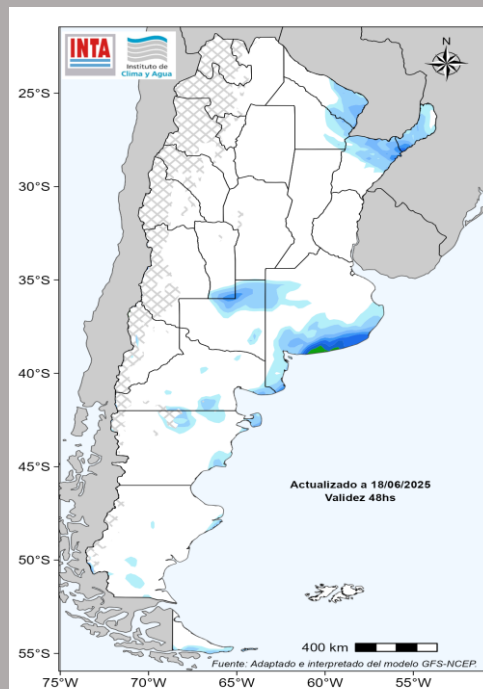 INTA
Instituto de
Clima y Agua
N
25°S
30°S
35°S
40°S
45°S
50°S
55°S
Actualizado a 18/06/2025
Validez 48hs
400 km
Fuente: Adaptado e interpretado del modelo GFS-NCEP.
75°W
70°W
65°W
60°W
55°W